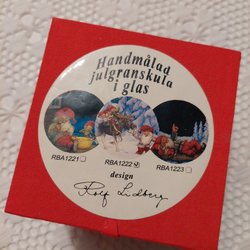 Handmålad
julgranskula
i glas
RBA1221
RBA1222
RBA1223
design
Rolf Lidberg